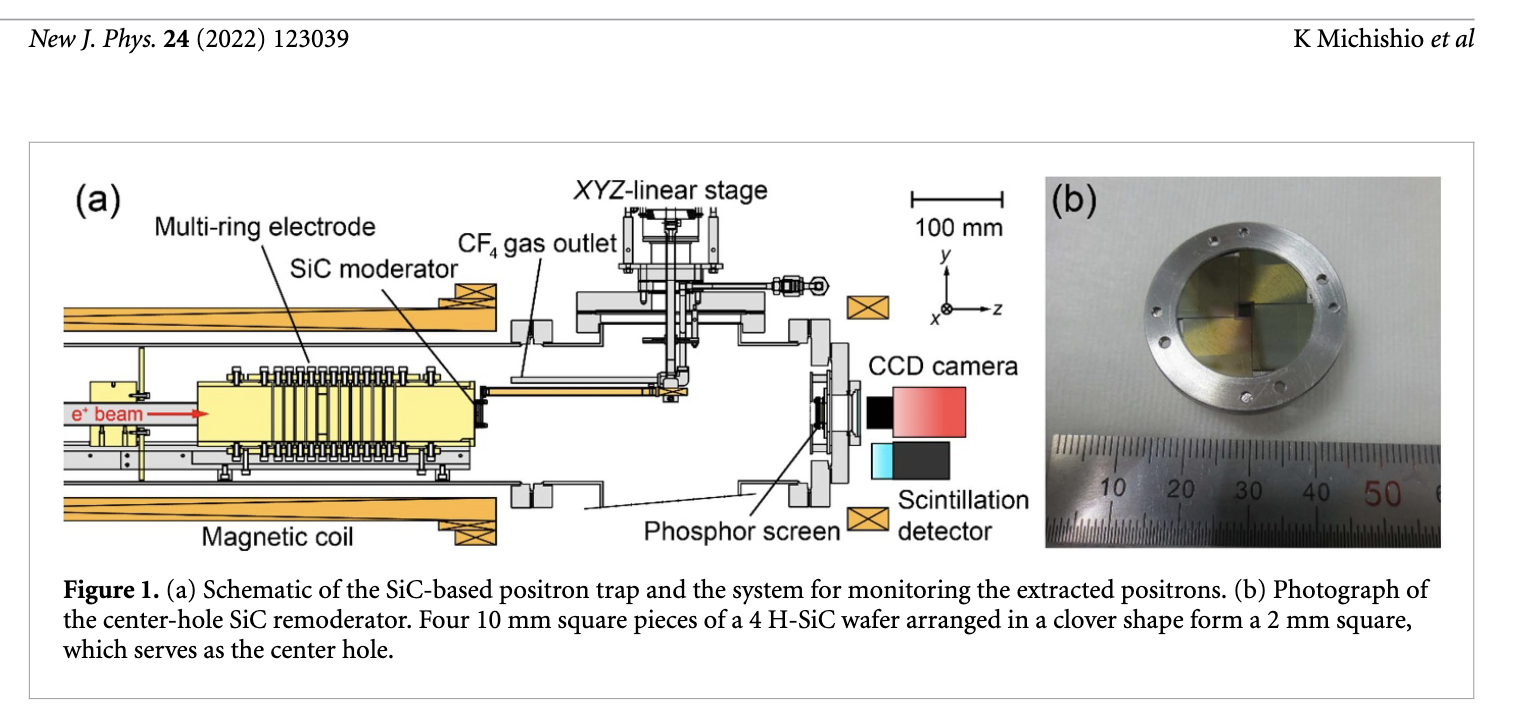 New J. Phys. 24 (2022) 123039
K Michishio et al
(a)
XYZ-linear stage
Multi-ring electrode
CF4 gas outlet
SiC moderator
100 mm
y
x
z
CCD camera
e+ beam
Scintillation
detector
Phosphor screen
Magnetic coil
(b)
10 20 30 40 50
Figure 1. (a) Schematic of the SiC-based positron trap and the system for monitoring the extracted positrons. (b) Photograph of
the center-hole SiC remoderator. Four 10 mm square pieces of a 4 H-SiC wafer arranged in a clover shape form a 2 mm square,
which serves as the center hole.